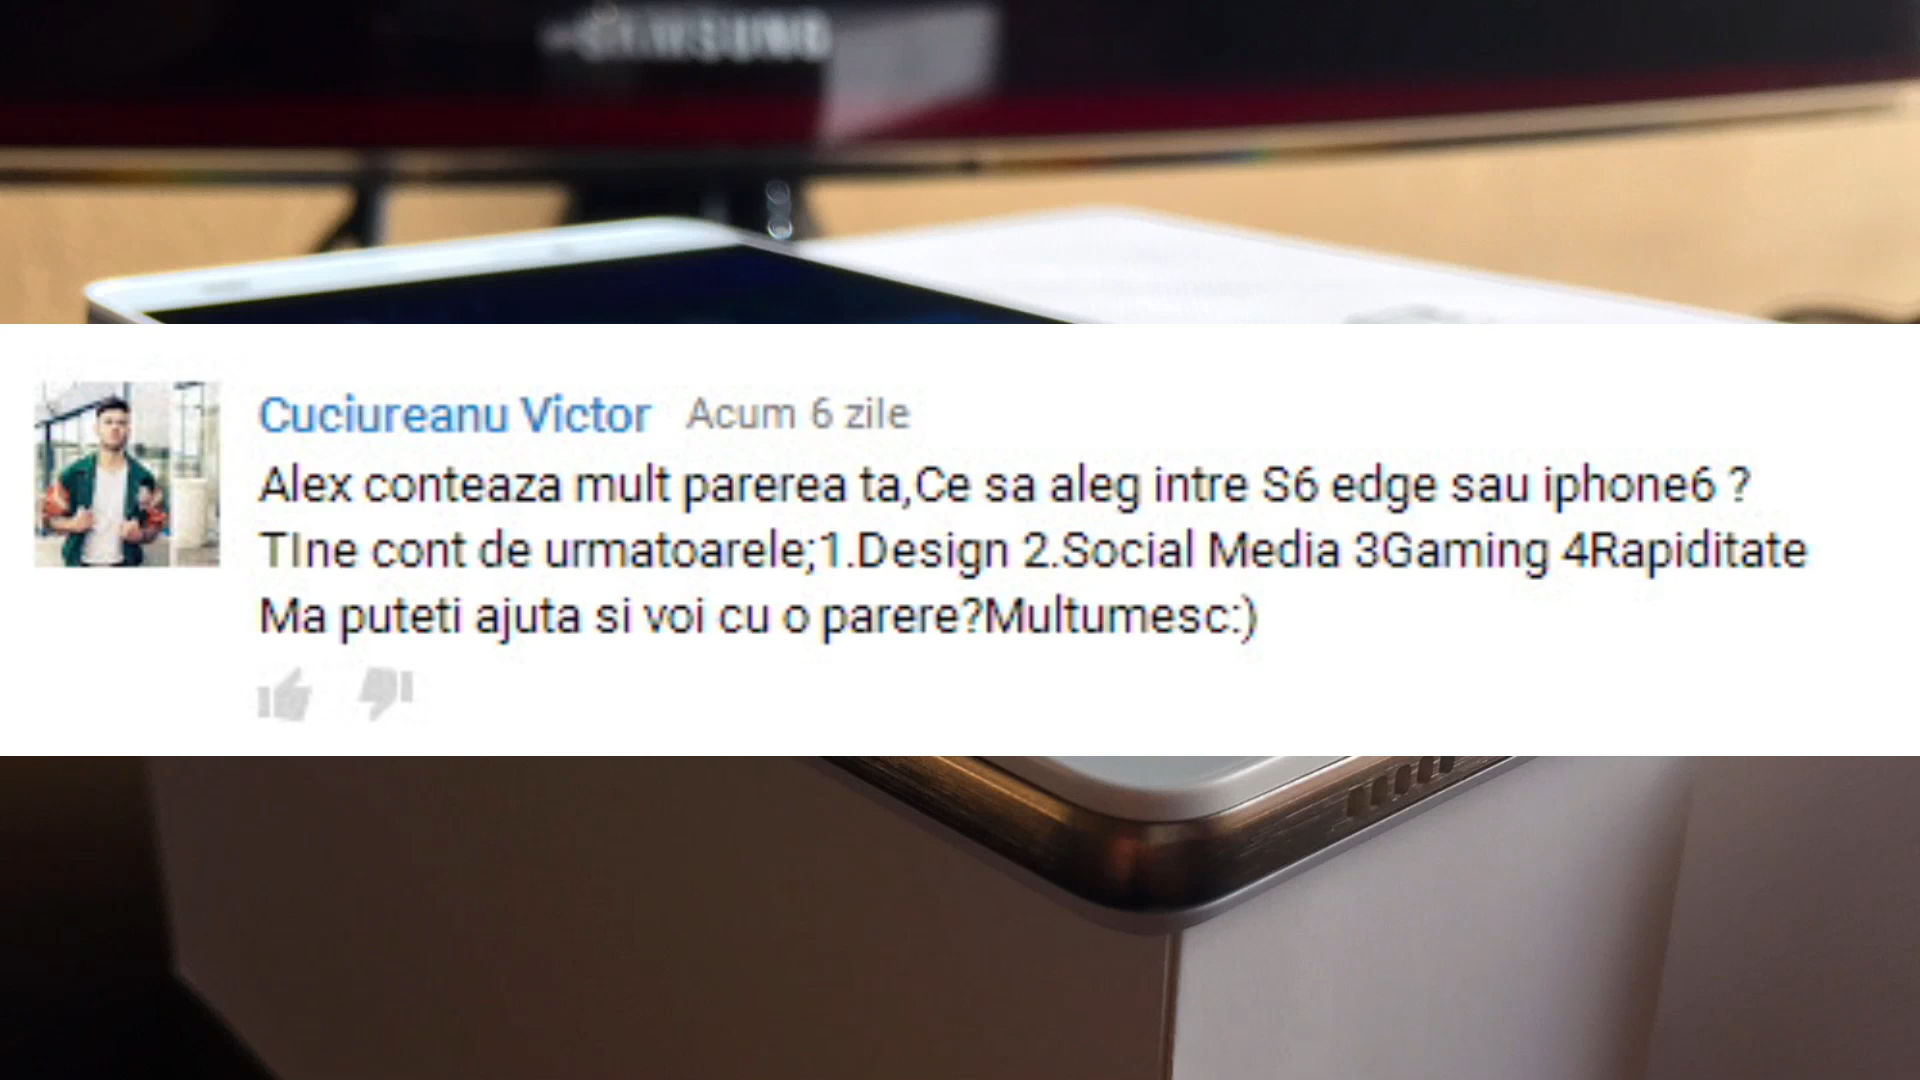 SAMSUNG
Cuciureanu Victor Acum 6 zile
Alex conteaza mult parerea ta,Ce sa aleg intre S6 edge sau iphone6 ?
TIne cont de urmatoarele;1.Design 2.Social Media 3Gaming 4Rapiditate
Ma puteti ajuta si voi cu o parere?Multumesc:)